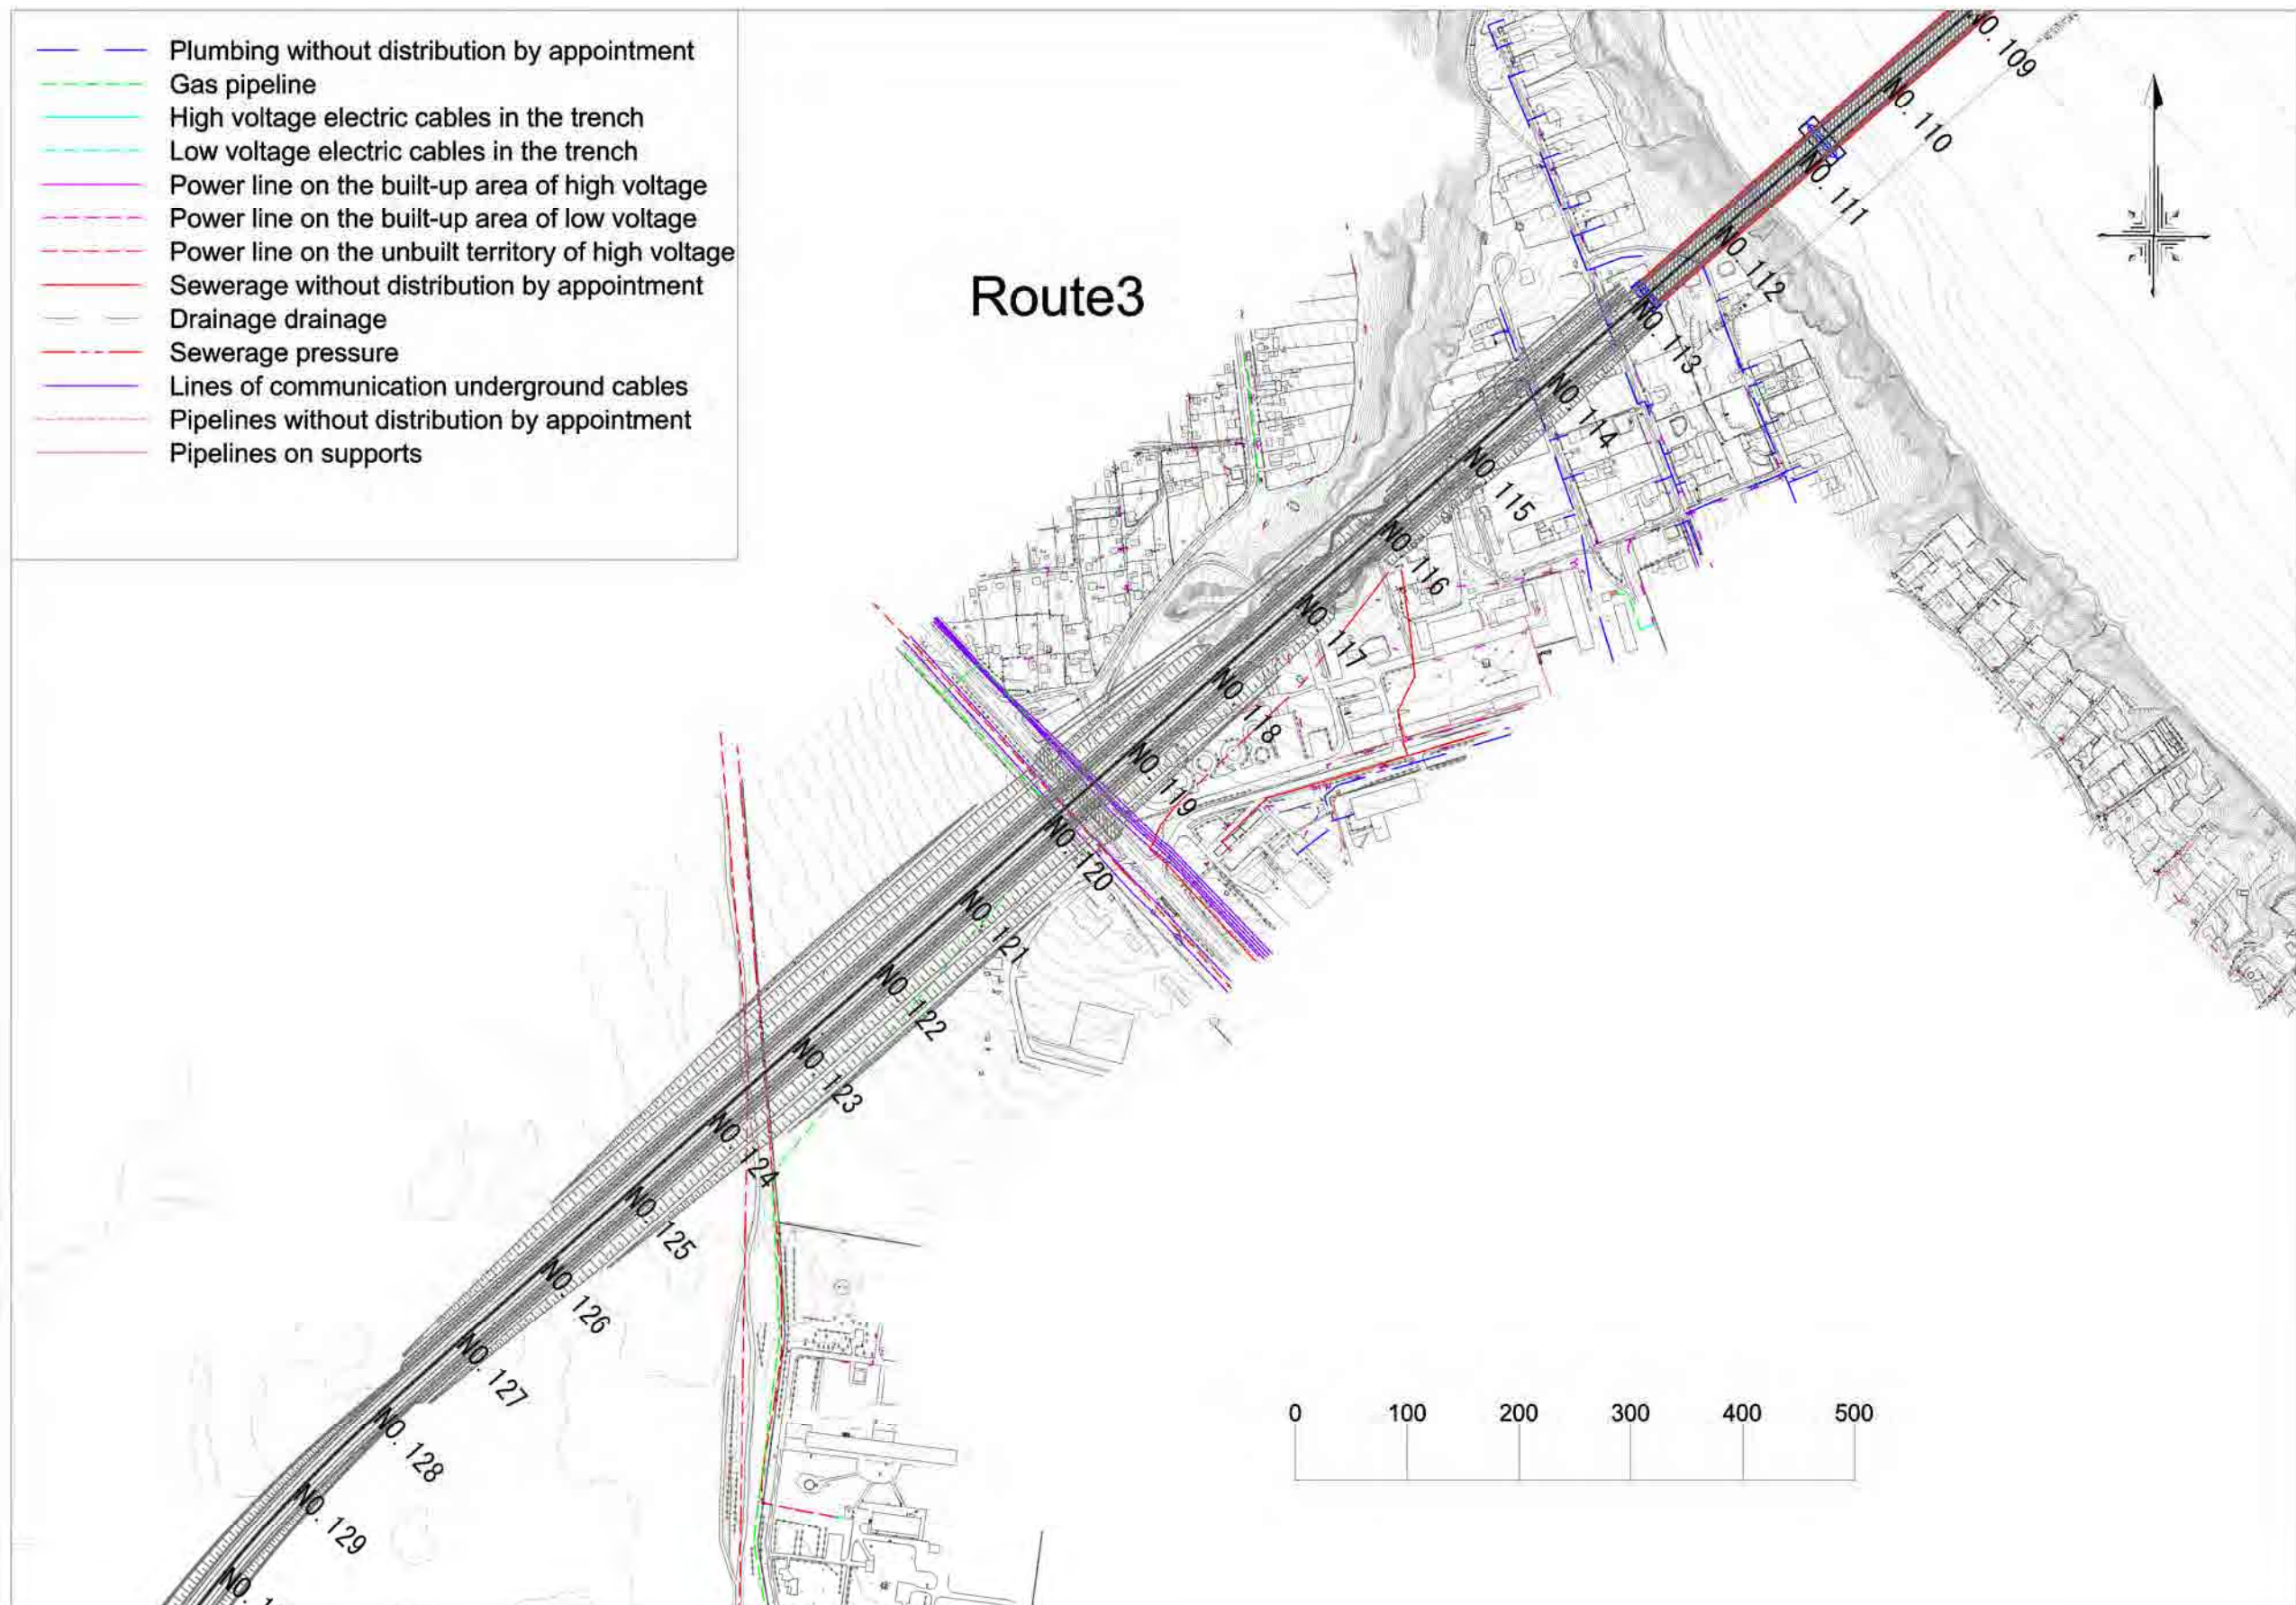 Plumbing without distribution by appointment
Gas pipeline
High voltage electric cables in the trench
Low voltage electric cables in the trench
Power line on the built-up area of high voltage
Power line on the built-up area of low voltage
Power line on the unbuilt territory of high voltage
Sewerage without distribution by appointment
Drainage drainage
Sewerage pressure
Lines of communication underground cables
Pipelines without distribution by appointment
Pipelines on supports
Route3
NO. 109
NO. 110
NO. 111
NO. 112
NO. 113
NO. 114
NO. 115
NO. 116
NO. 117
NO. 118
NO. 119
NO. 120
NO. 121
NO. 122
NO. 123
NO. 124
NO. 125
NO. 126
NO. 127
NO. 128
NO. 129
NO.
0 100 200 300 400 500